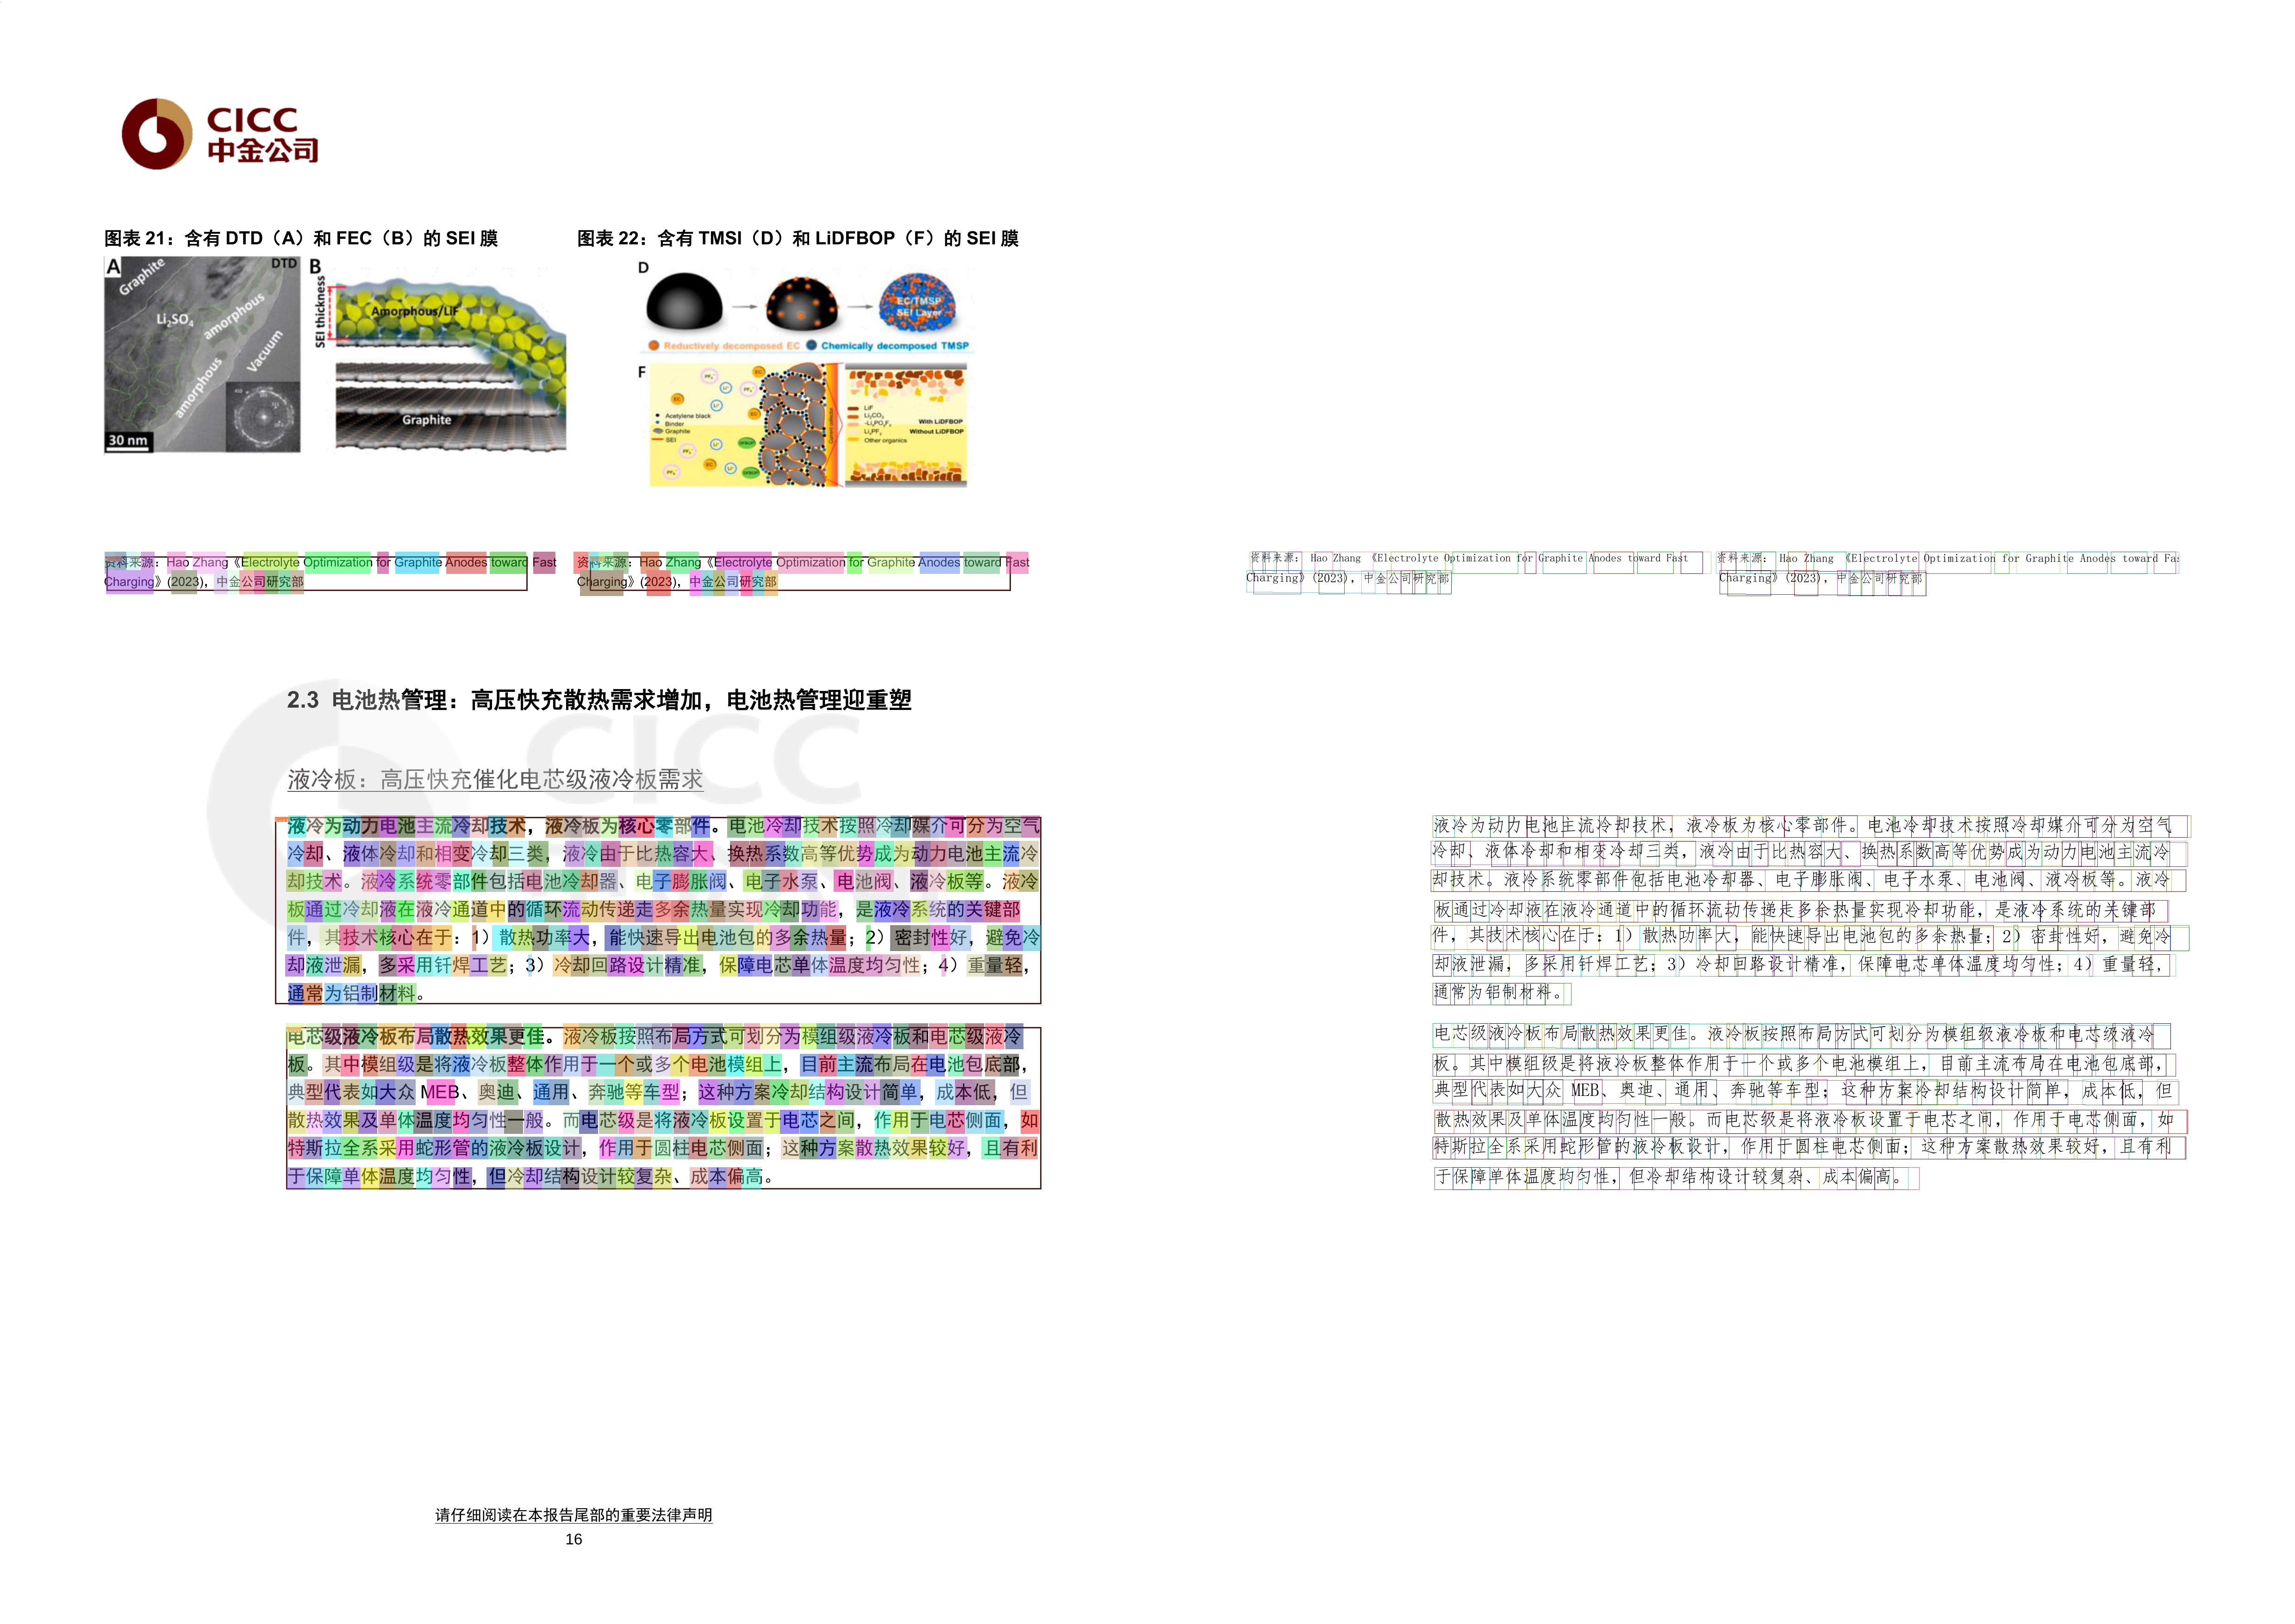 CICC
中金公司
图表 21：含有 DTD（A）和 FEC（B）的 SEI 膜
图表 22：含有 TMSI（D）和 LiDFBOP（F）的 SEI 膜
A
Graphite
DTD
Li₂SO₄
amorphous
Vacuum
amorphous
30 nm
B
SEI thickness
Amorphous/LiF
Graphite
D
EC/TMSP
SEI Layer
Reductively decomposed EC
Chemically decomposed TMSP
F
Acetylene black
Binder
Graphite
SEI
Current collector
LiF
Li₂CO₃
Other organics
With LiDFBOP
Without LiDFBOP
资料来源：Hao Zhang《Electrolyte Optimization for Graphite Anodes toward Fast
Charging》(2023)，中金公司研究部
资料来源：Hao Zhang《Electrolyte Optimization for Graphite Anodes toward Fast
Charging》(2023)，中金公司研究部
2.3 电池热管理：高压快充散热需求增加，电池热管理迎重塑
CICC
液冷板：高压快充催化电芯级液冷板需求
液冷为动力电池主流冷却技术，液冷板为核心零部件。电池冷却技术按照冷却媒介可分为空气
冷却、液体冷却和相变冷却三类，液冷由于比热容大、换热系数高等优势成为动力电池主流冷
却技术。液冷系统零部件包括电池冷却器、电子膨胀阀、电子水泵、电池阀、液冷板等。液冷
板通过冷却液在液冷通道中的循环流动传递走多余热量实现冷却功能，是液冷系统的关键部
件，其技术核心在于：1）散热功率大，能快速导出电池包的多余热量；2）密封性好，避免冷
却液泄漏，多采用钎焊工艺；3）冷却回路设计精准，保障电芯单体温度均匀性；4）重量轻，
通常为铝制材料。
电芯级液冷板布局散热效果更佳。液冷板按照布局方式可划分为模组级液冷板和电芯级液冷
板。其中模组级是将液冷板整体作用于一个或多个电池模组上，目前主流布局在电池包底部，
典型代表如大众 MEB、奥迪、通用、奔驰等车型；这种方案冷却结构设计简单，成本低，但
散热效果及单体温度均匀性一般。而电芯级是将液冷板设置于电芯之间，作用于电芯侧面，如
特斯拉全系采用蛇形管的液冷板设计，作用于圆柱电芯侧面；这种方案散热效果较好，且有利
于保障单体温度均匀性，但冷却结构设计较复杂、成本偏高。
请仔细阅读在本报告尾部的重要法律声明
16
资料来源： Hao Zhang 《Electrolyte Optimization for Graphite Anodes toward Fast
Charging》(2023)，中金公司研究部
资料来源： Hao Zhang 《Electrolyte Optimization for Graphite Anodes toward Fas
Charging》(2023)，中金公司研究部
液冷为动力电池主流冷却技术，液冷板为核心零部件。电池冷却技术按照冷却媒介可分为空气
冷却、液体冷却和相变冷却三类，液冷由于比热容大、换热系数高等优势成为动力电池主流冷
却技术。液冷系统零部件包括电池冷却器、电子膨胀阀、电子水泵、电池阀、液冷板等。液冷
板通过冷却液在液冷通道中的循环流动传递走多余热量实现冷却功能，是液冷系统的关键部
件，其技术核心在于：1）散热功率大，能快速导出电池包的多余热量；2）密封性好，避免冷
却液泄漏，多采用钎焊工艺；3）冷却回路设计精准，保障电芯单体温度均匀性；4）重量轻，
通常为铝制材料。
电芯级液冷板布局散热效果更佳。液冷板按照布局方式可划分为模组级液冷板和电芯级液冷
板。其中模组级是将液冷板整体作用于一个或多个电池模组上，目前主流布局在电池包底部，
典型代表如大众 MEB、奥迪、通用、奔驰等车型；这种方案冷却结构设计简单，成本低，但
散热效果及单体温度均匀性一般。而电芯级是将液冷板设置于电芯之间，作用于电芯侧面，如
特斯拉全系采用蛇形管的液冷板设计，作用于圆柱电芯侧面；这种方案散热效果较好，且有利
于保障单体温度均匀性，但冷却结构设计较复杂、成本偏高。